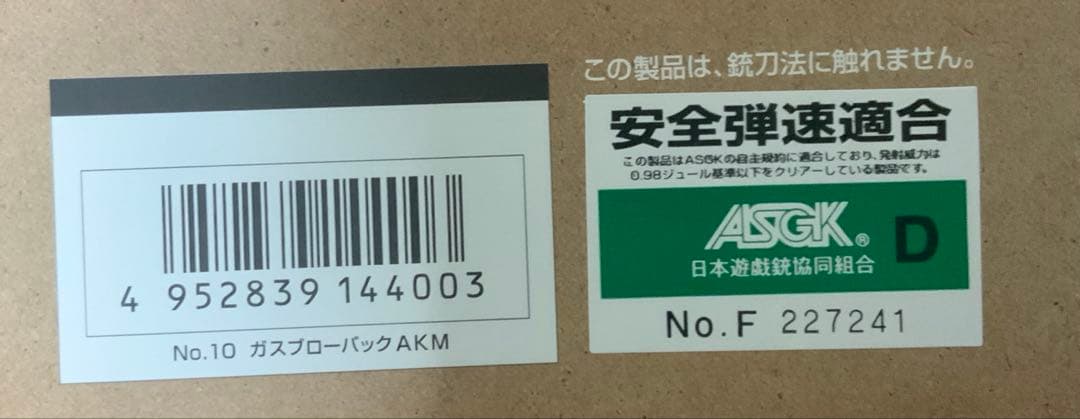 4 952839 144003
No.10 ガスブローバックAKM
この製品は、銃刀法に触れません。
安全弾速適合
この製品はASGKの自主規約に適合しており、発射威力は
0.98ジュール基準以下をクリアーしている製品です。
ASGK® D
日本遊戯銃協同組合
No.F 227241